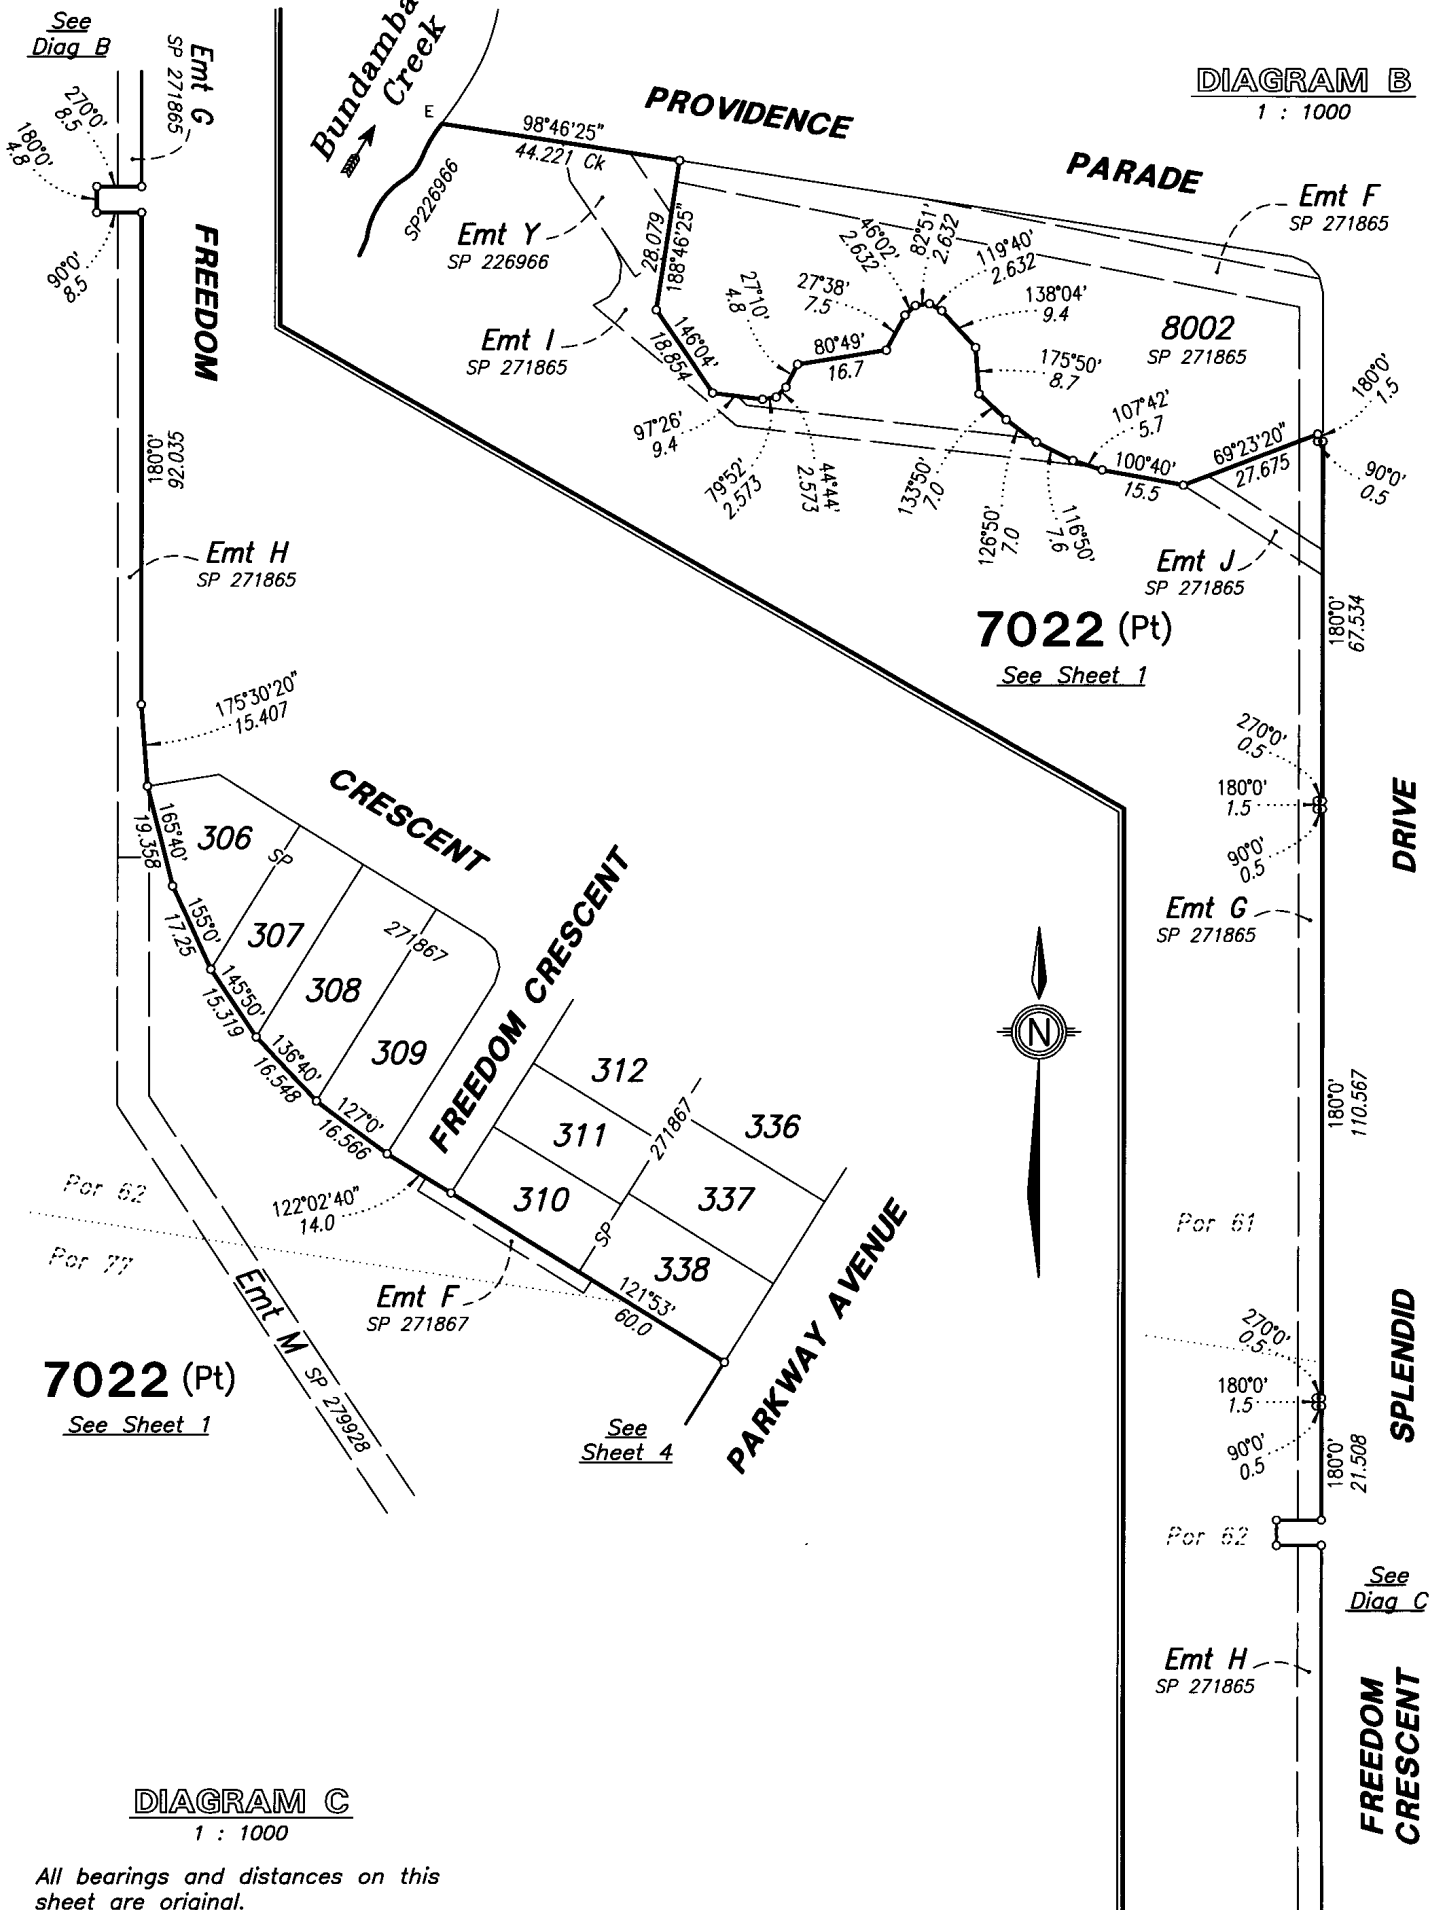 See
Diag B
Emt G
SP 271865
270°0'
8.5
180°0'
4.8
90°0'
8.5
FREEDOM
180°0'
92.035
Emt H
SP 271865
175°30'20"
15.407
165°40'
19.358
155°0'
17.25
145°50'
15.319
136°40'
16.548
127°0'
16.566
122°02'40"
14.0
121°53'
60.0
306
SP
307
308
271867
309
CRESCENT
FREEDOM CRESCENT
312
311
310
271867
SP
336
337
338
PARKWAY AVENUE
Por 62
Por 77
Emt F
SP 271867
Emt M SP 279928
7022 (Pt)
See Sheet 1
See
Sheet 4
DIAGRAM C
1 : 1000
All bearings and distances on this
sheet are original.
Bundamba
Creek
E
SP226966
98°46'25"
44.221 Ck
PROVIDENCE
PARADE
DIAGRAM B
1 : 1000
Emt F
SP 271865
Emt Y
SP 226966
Emt I
SP 271865
28.079
188°46'25"
146°04'
18.854
97°26'
9.4
79°52'
2.573
44°44'
2.573
27°10'
4.8
80°49'
16.7
27°38'
7.5
46°02'
2.632
82°51'
2.632
119°40'
2.632
138°04'
9.4
175°50'
8.7
133°50'
7.0
126°50'
7.0
116°50'
7.6
107°42'
5.7
100°40'
15.5
69°23'20"
27.675
8002
SP 271865
180°0'
1.5
90°0'
0.5
Emt J
SP 271865
7022 (Pt)
See Sheet 1
180°0'
67.534
270°0'
0.5
180°0'
1.5
90°0'
0.5
DRIVE
Emt G
SP 271865
N
180°0'
110.567
Por 61
270°0'
0.5
180°0'
1.5
90°0'
0.5
SPLENDID
180°0'
21.508
Por 62
See
Diag C
Emt H
SP 271865
FREEDOM
CRESCENT